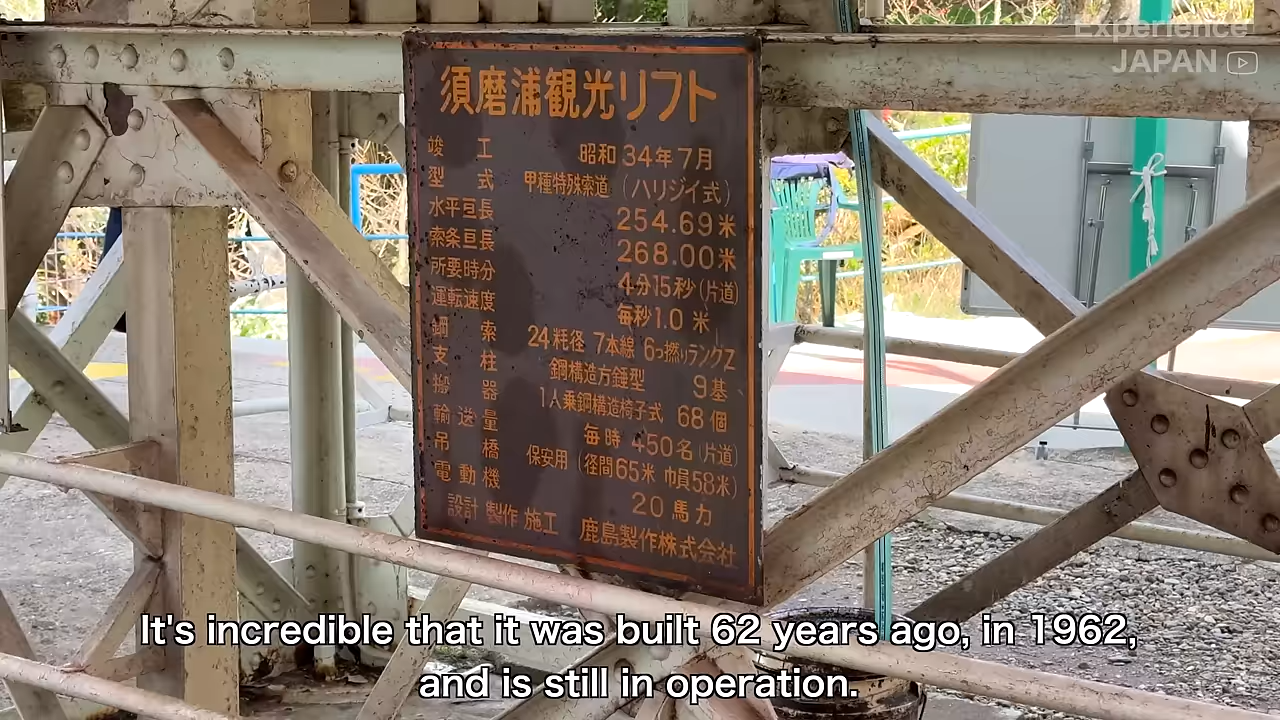 Experience
JAPAN
須磨浦観光リフト
竣工 昭和34年7月
型式 甲種特殊索道（ハリジイ式）
水平亘長 254.69米
索条亘長 268.00米
所要時分 4分15秒（片道）
運転速度 毎秒1.0米
鋼索 24粍径 7本線 6っ撚りラングZ
支柱 鋼構造方錘型 9基
搬器 1人乗鋼構造椅子式 68個
輸送量 毎時 450名（片道）
吊橋 保安用（径間65米 巾員5.8米）
電動機 20馬力
設計 製作 施工 鹿島製作株式会社
It's incredible that it was built 62 years ago, in 1962,
and is still in operation.